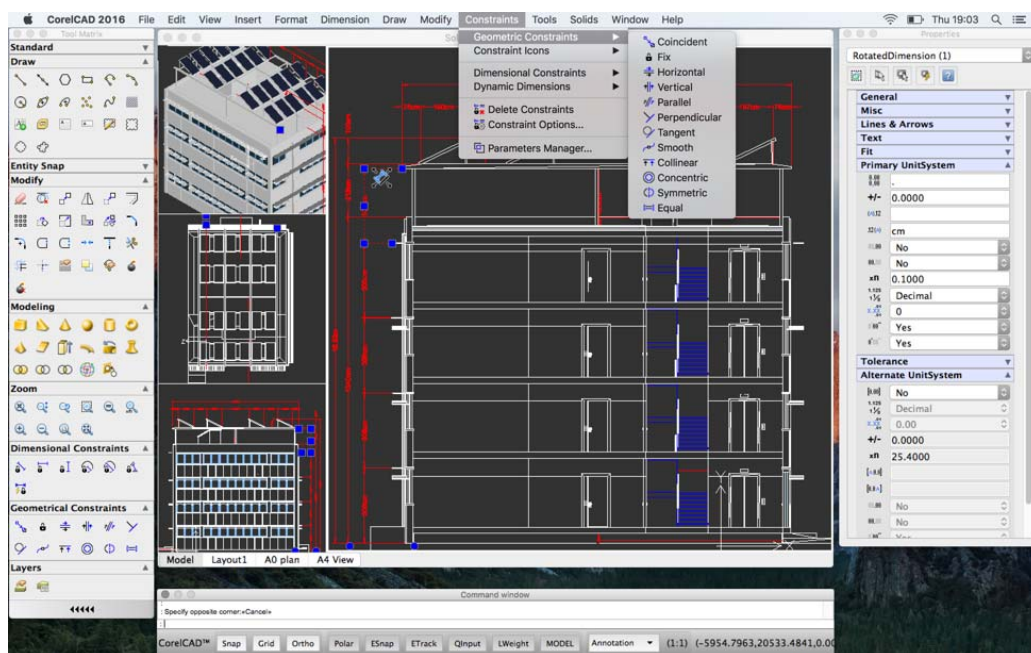 CorelCAD 2016 File Edit View Insert Format Dimension Draw Modify Constraints Tools Solids Window Help Thu 19:03
Tool Matrix
Standard
Draw
Entity Snap
Modify
Modeling
Zoom
Dimensional Constraints
Geometrical Constraints
Layers
Geometric Constraints
Constraint Icons
Dimensional Constraints
Dynamic Dimensions
Delete Constraints
Constraint Options...
Parameters Manager...
Coincident
Fix
Horizontal
Vertical
Parallel
Perpendicular
Tangent
Smooth
Collinear
Concentric
Symmetric
Equal
Model Layout1 A0 plan A4 View
Command window
: Specify opposite corner:«Cancel»
:
CorelCAD™ Snap Grid Ortho Polar ESnap ETrack QInput LWeight MODEL Annotation (1:1) (-5954.7963,20533.4841,0.00
Properties
RotatedDimension (1)
General
Misc
Lines & Arrows
Text
Fit
Primary UnitSystem
.
+/- 0.0000
cm
No
No
xn 0.1000
Decimal
0
Yes
Yes
Tolerance
Alternate UnitSystem
No
Decimal
0.00
+/- 0.0000
xn 25.4000
No
No
Yes